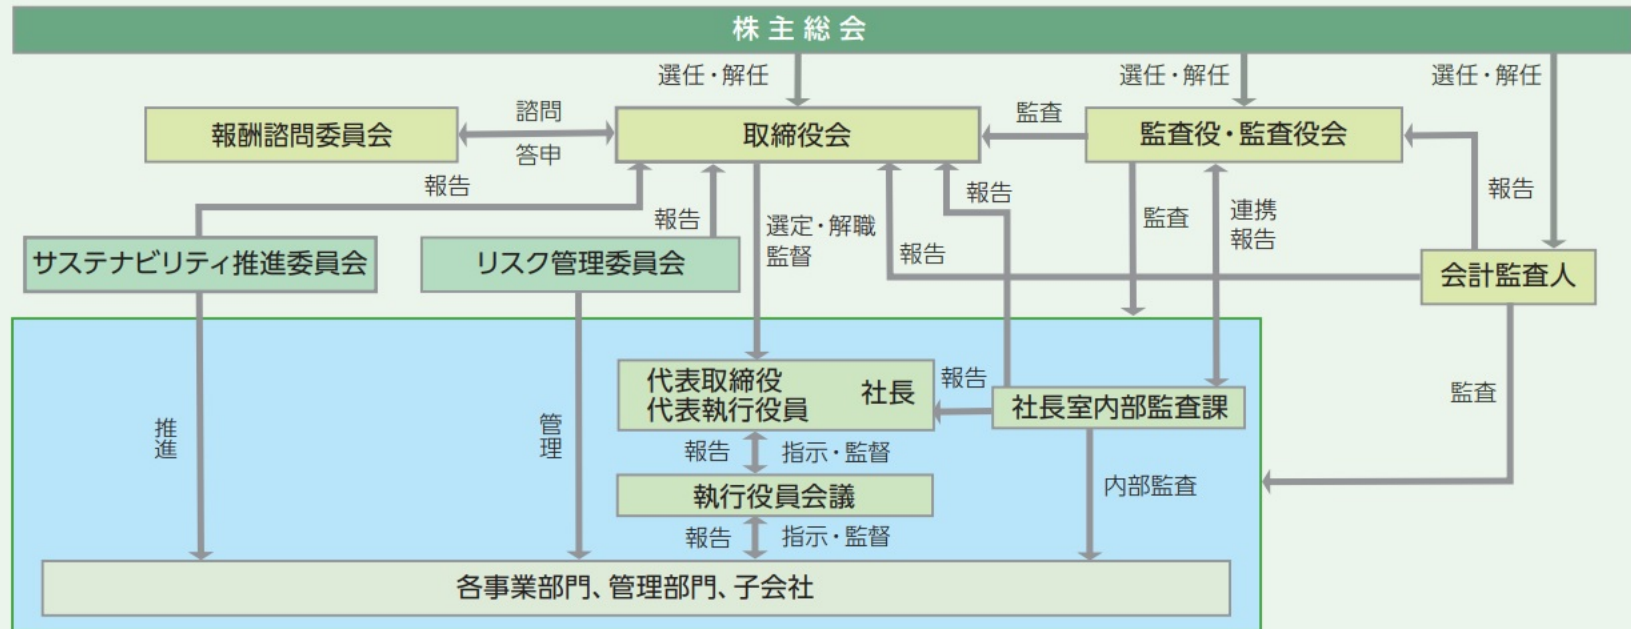 株主総会
選任・解任
選任・解任
選任・解任
報酬諮問委員会
諮問
答申
取締役会
監査
監査役・監査役会
報告
報告
報告
選定・解職
監督
報告
報告
監査
連携
報告
サステナビリティ推進委員会
リスク管理委員会
会計監査人
代表取締役
代表執行役員
社長
報告
社長室内部監査課
監査
推進
管理
報告
指示・監督
執行役員会議
内部監査
報告
指示・監督
各事業部門、管理部門、子会社